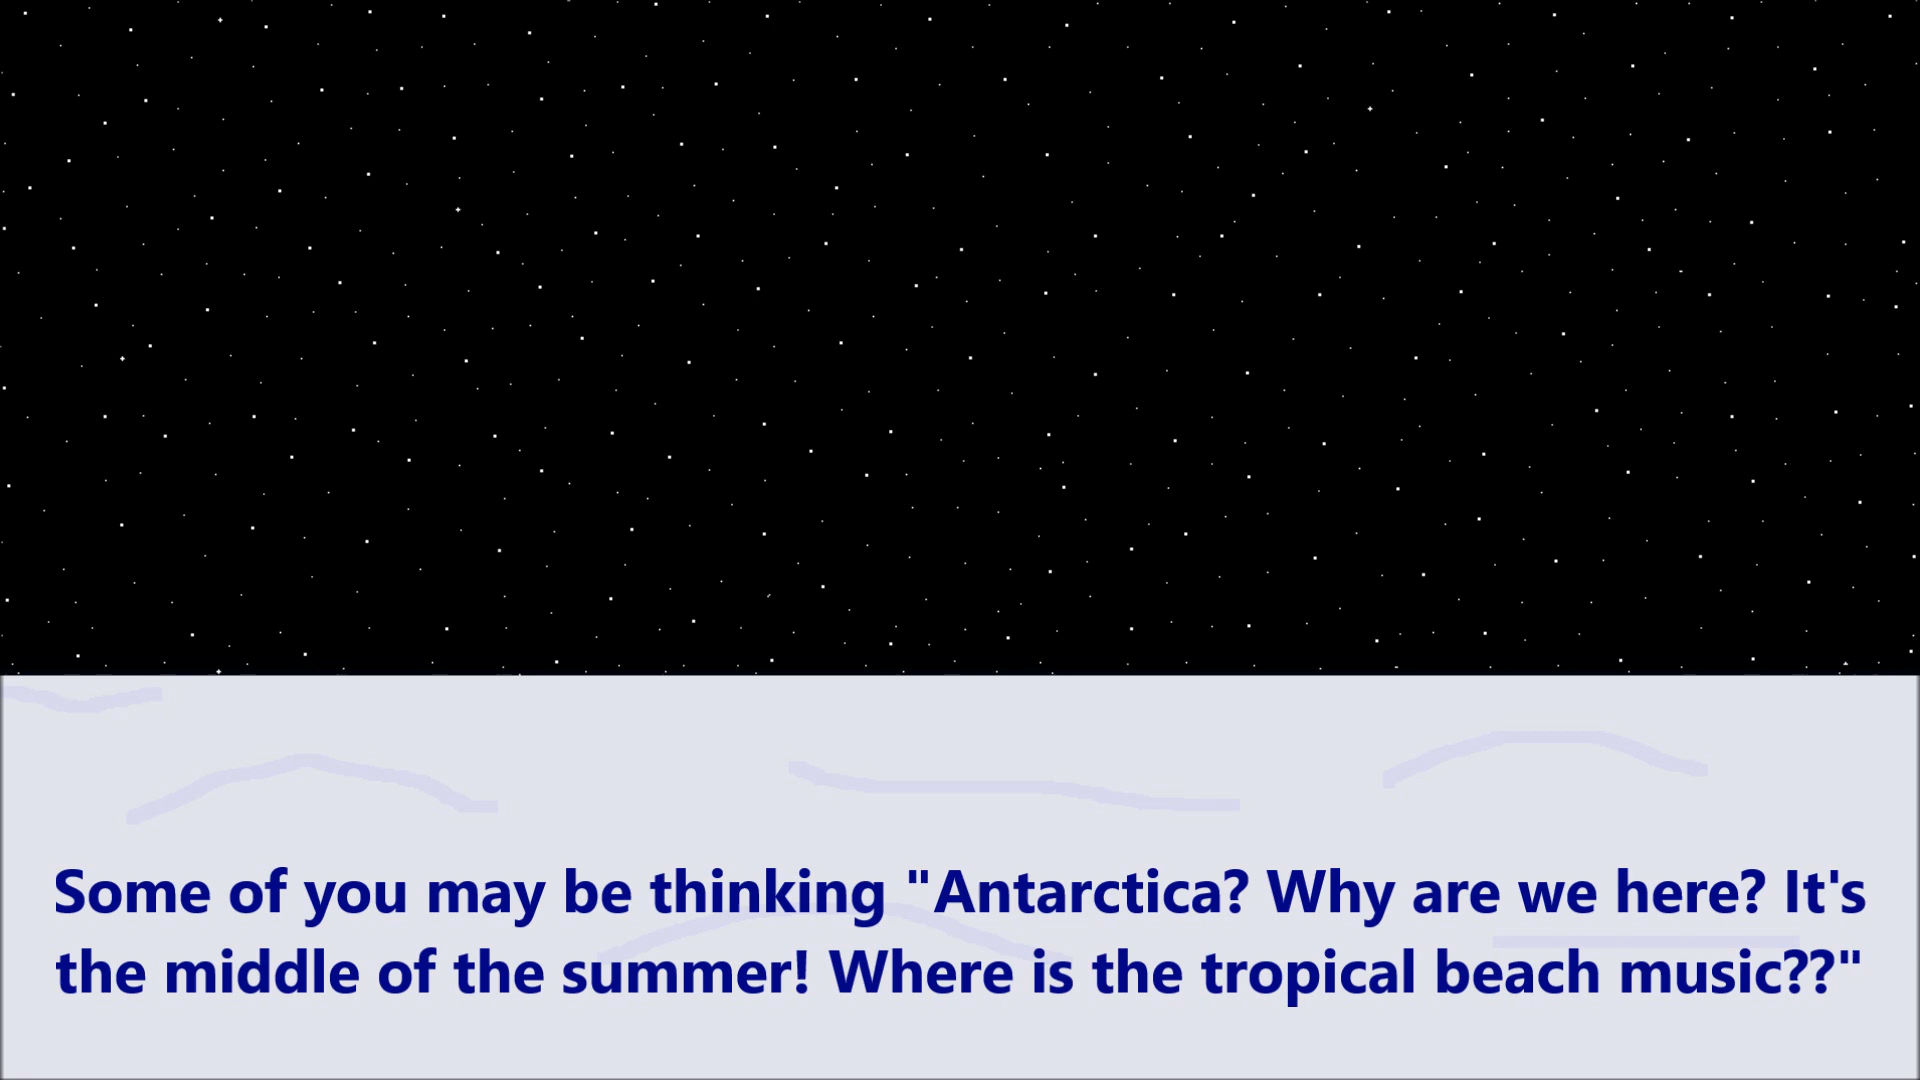 Some of you may be thinking "Antarctica? Why are we here? It's
the middle of the summer! Where is the tropical beach music??"